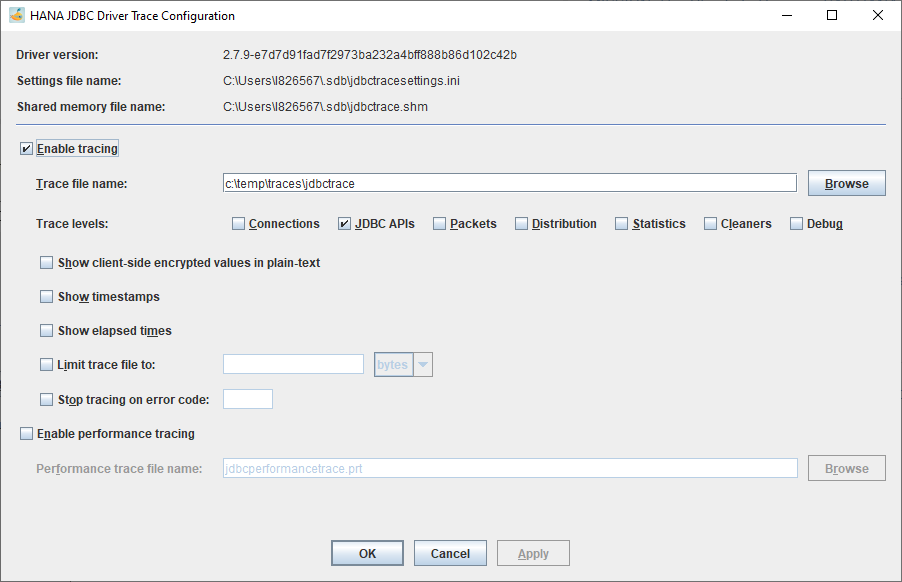 HANA JDBC Driver Trace Configuration
Driver version: 2.7.9-e7d7d91fad7f2973ba232a4bff888b86d102c42b
Settings file name: C:\Users\I826567\.sdb\jdbctracesettings.ini
Shared memory file name: C:\Users\I826567\.sdb\jdbctrace.shm
Enable tracing
Trace file name: c:\temp\traces\jdbctrace Browse
Trace levels: Connections JDBC APIs Packets Distribution Statistics Cleaners Debug
Show client-side encrypted values in plain-text
Show timestamps
Show elapsed times
Limit trace file to: bytes
Stop tracing on error code:
Enable performance tracing
Performance trace file name: jdbcperformancetrace.prt Browse
OK Cancel Apply